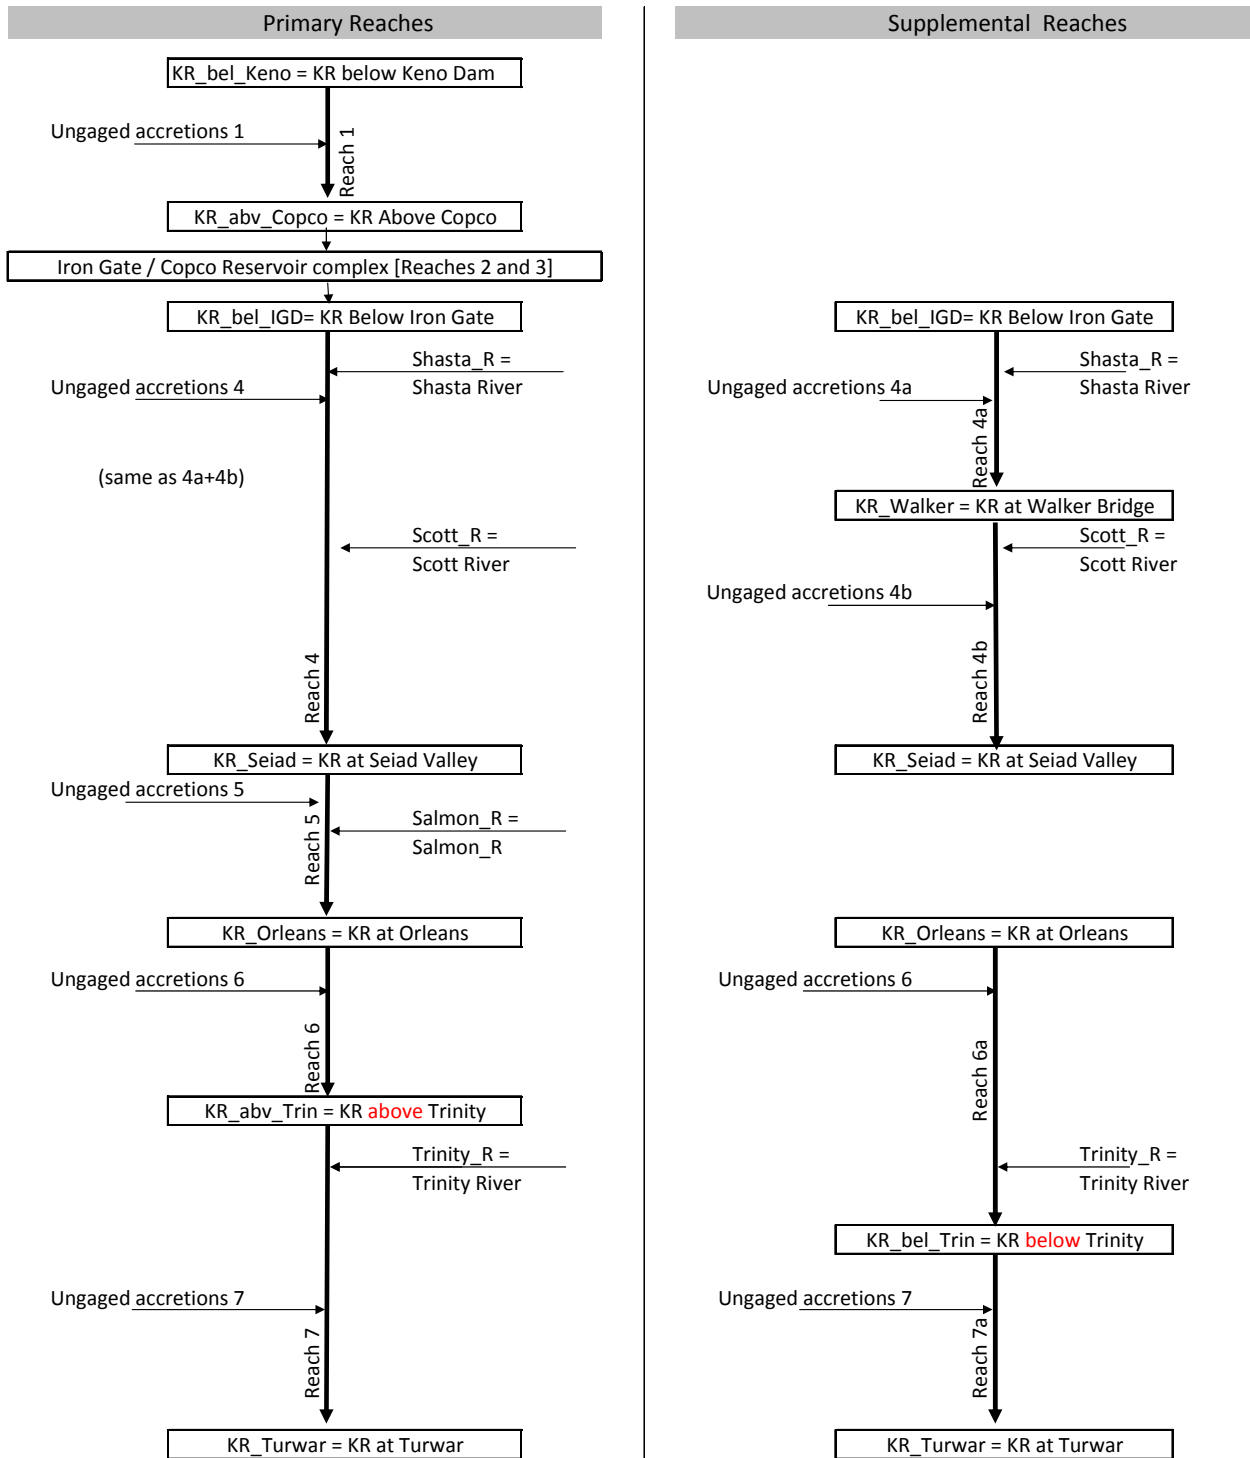 Primary Reaches
KR_bel_Keno = KR below Keno Dam
Ungaged accretions 1
Reach 1
KR_abv_Copco = KR Above Copco
Iron Gate / Copco Reservoir complex [Reaches 2 and 3]
KR_bel_IGD= KR Below Iron Gate
Shasta_R =
Shasta River
Ungaged accretions 4
(same as 4a+4b)
Scott_R =
Scott River
Reach 4
KR_Seiad = KR at Seiad Valley
Ungaged accretions 5
Salmon_R =
Salmon_R
Reach 5
KR_Orleans = KR at Orleans
Ungaged accretions 6
Reach 6
KR_abv_Trin = KR above Trinity
Trinity_R =
Trinity River
Ungaged accretions 7
Reach 7
KR_Turwar = KR at Turwar
Supplemental Reaches
KR_bel_IGD= KR Below Iron Gate
Shasta_R =
Shasta River
Ungaged accretions 4a
Reach 4a
KR_Walker = KR at Walker Bridge
Scott_R =
Scott River
Ungaged accretions 4b
Reach 4b
KR_Seiad = KR at Seiad Valley
KR_Orleans = KR at Orleans
Ungaged accretions 6
Reach 6a
Trinity_R =
Trinity River
KR_bel_Trin = KR below Trinity
Ungaged accretions 7
Reach 7a
KR_Turwar = KR at Turwar